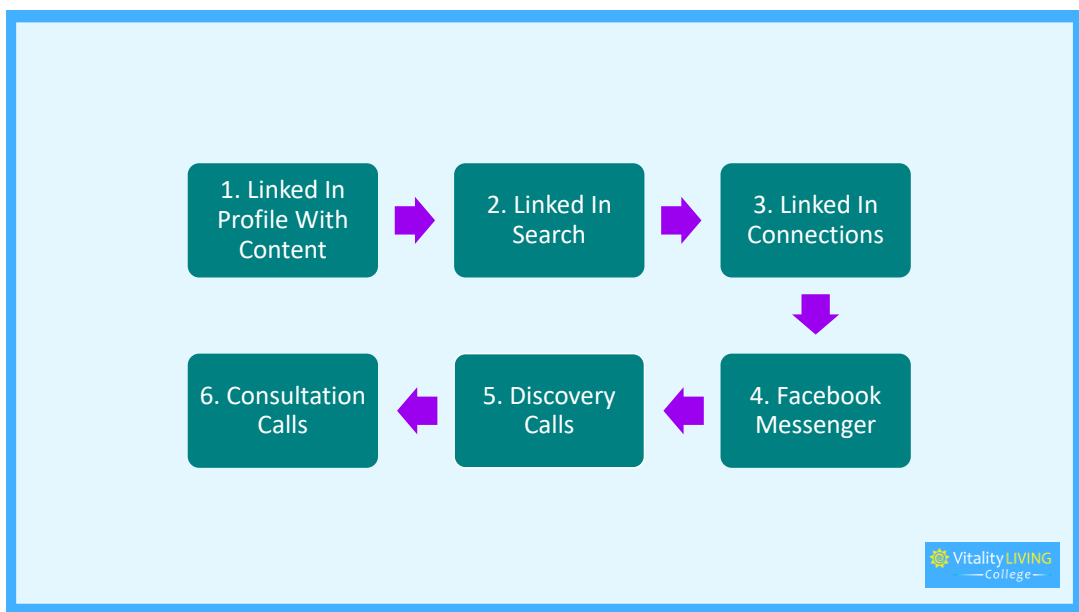 1. Linked In
Profile With
Content
2. Linked In
Search
3. Linked In
Connections
4. Facebook
Messenger
5. Discovery
Calls
6. Consultation
Calls
Vitality LIVING
College